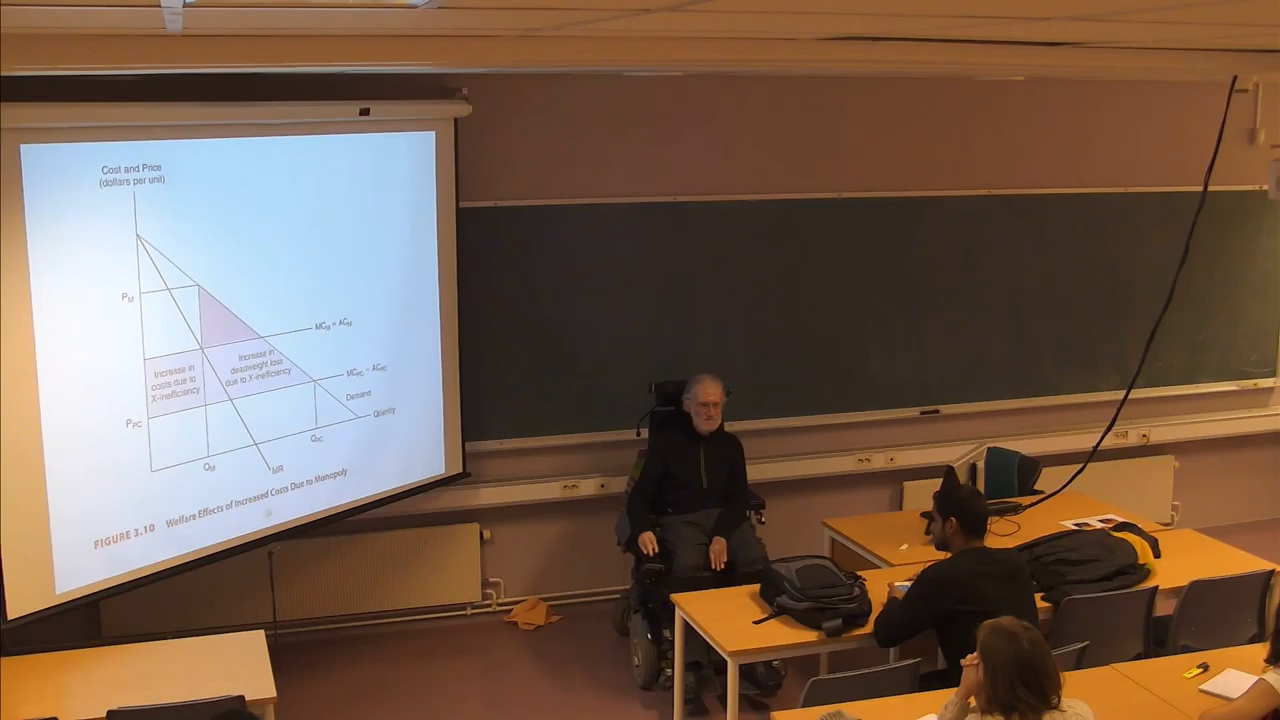 Cost and Price
(dollars per unit)
P_M
MC_M = AC_M
Increase in
costs due to
X-inefficiency
Increase in
deadweight loss
due to X-inefficiency
MC_PC = AC_PC
Demand
P_PC
Quantity
Q_M
Q_PC
MR
FIGURE 3.10 Welfare Effects of Increased Costs Due to Monopoly